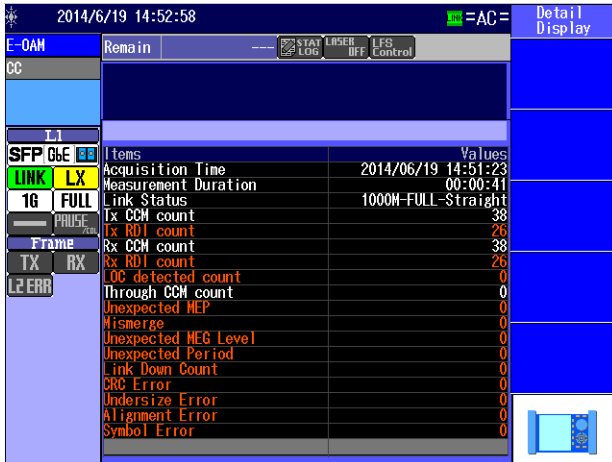 2014/6/19 14:52:58
LINK =AC=
Detail
Display
E-OAM
Remain --- STAT LOG LASER OFF LFS Control
CC
L1
SFP GbE
LINK LX
1G FULL
PAUSE /COL
Frame
TX RX
L2 ERR
Items Values
Acquisition Time 2014/06/19 14:51:23
Measurement Duration 00:00:41
Link Status 1000M-FULL-Straight
Tx CCM count 38
Tx RDI count 26
Rx CCM count 38
Rx RDI count 26
LOC detected count 0
Through CCM count 0
Unexpected MEP 0
Mismerge 0
Unexpected MEG Level 0
Unexpected Period 0
Link Down Count 0
CRC Error 0
Undersize Error 0
Alignment Error 0
Symbol Error 0